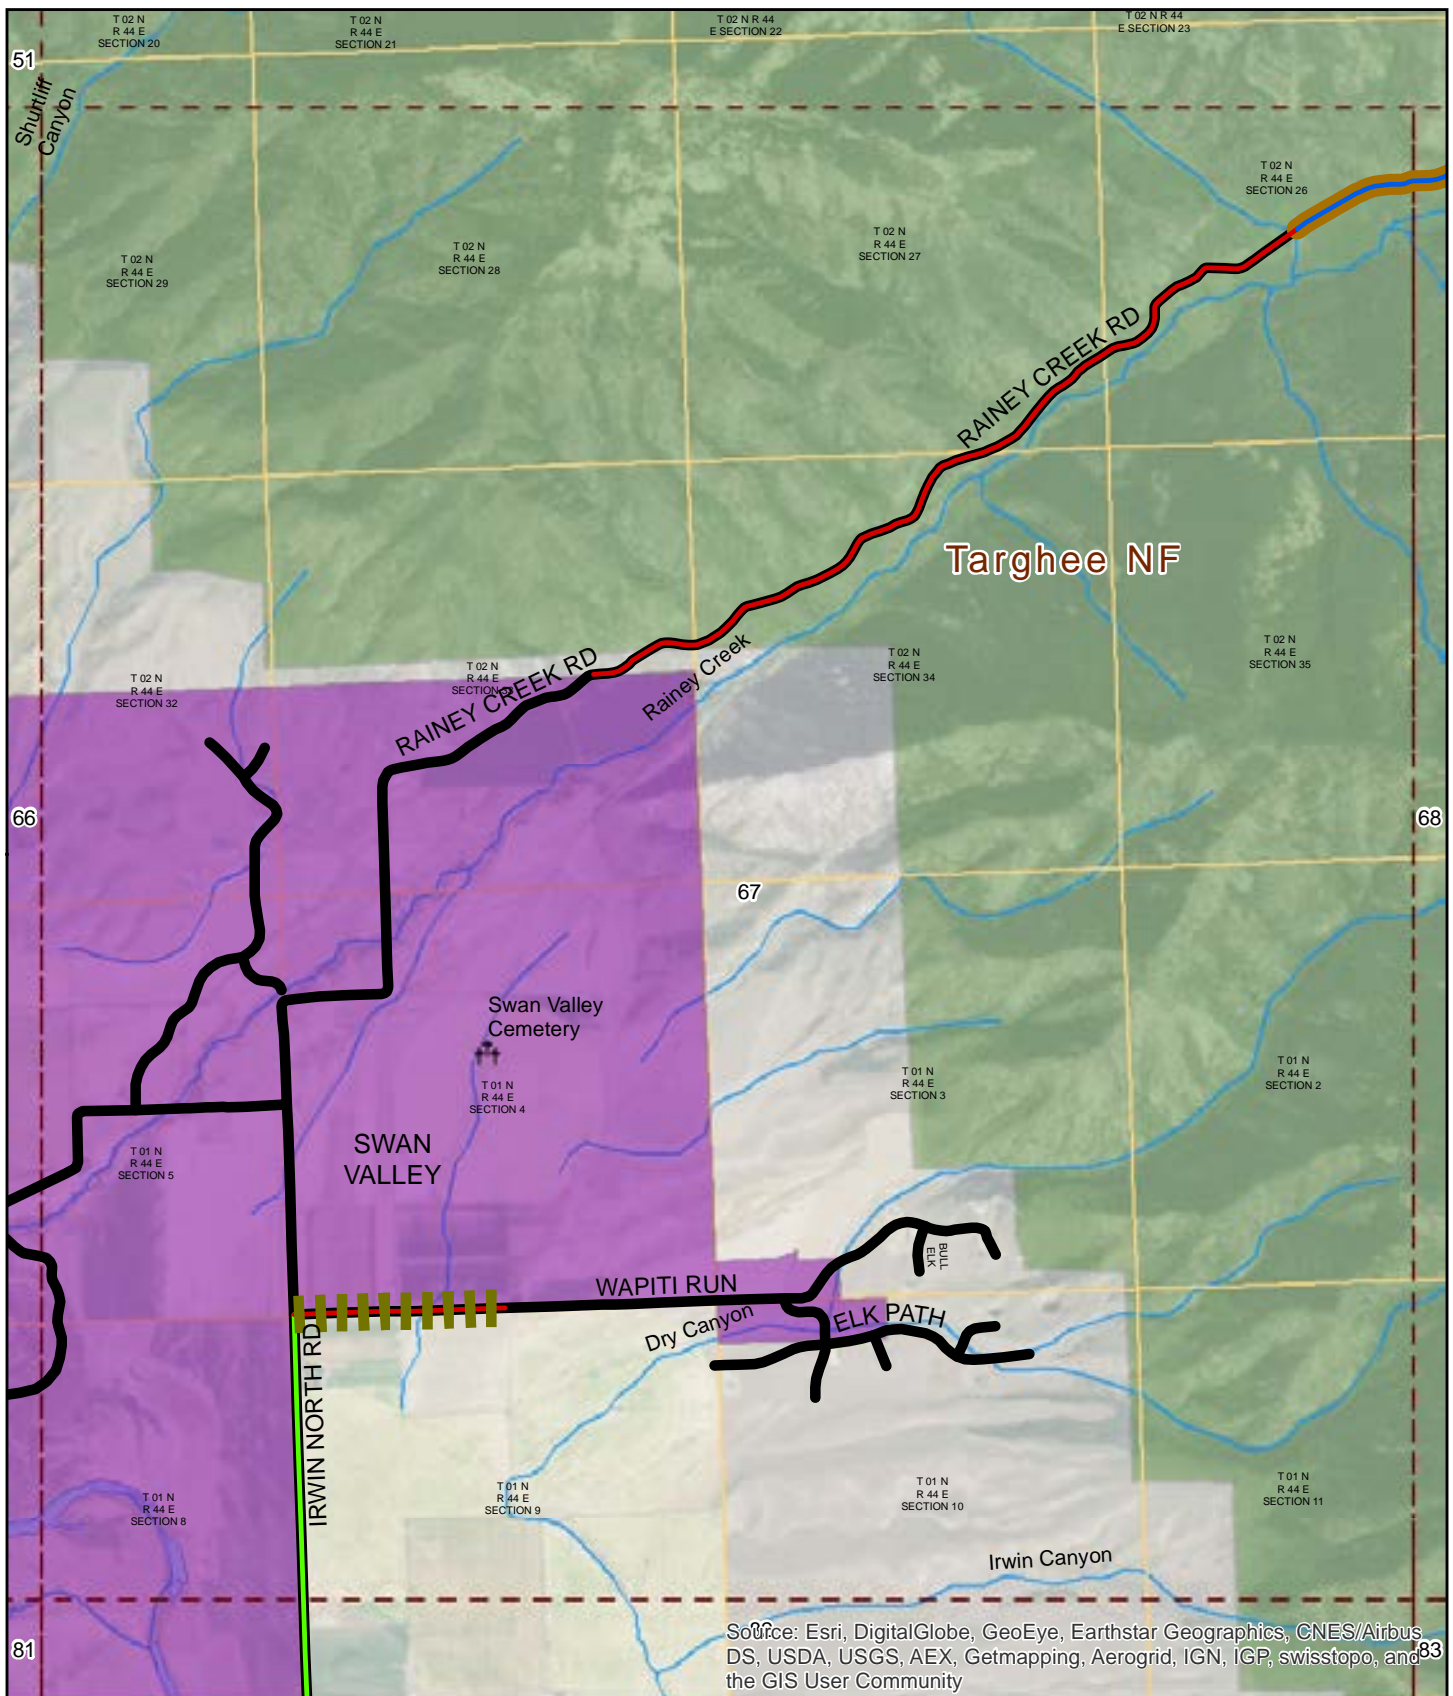 T 02 N
R 44 E
SECTION 20
T 02 N
R 44 E
SECTION 21
T 02 N R 44
E SECTION 22
T 02 N R 44
E SECTION 23
51
Shurtliff
Canyon
T 02 N
R 44 E
SECTION 26
T 02 N
R 44 E
SECTION 27
T 02 N
R 44 E
SECTION 28
T 02 N
R 44 E
SECTION 29
RAINEY CREEK RD
Targhee NF
RAINEY CREEK RD
Rainey Creek
T 02 N
R 44 E
SECTION 32
T 02 N
R 44 E
SECTION 33
T 02 N
R 44 E
SECTION 34
T 02 N
R 44 E
SECTION 35
66
67
68
Swan Valley
Cemetery
T 01 N
R 44 E
SECTION 4
T 01 N
R 44 E
SECTION 3
T 01 N
R 44 E
SECTION 2
SWAN
VALLEY
T 01 N
R 44 E
SECTION 5
BULL
ELK
WAPITI RUN
Dry Canyon
ELK PATH
IRWIN NORTH RD
T 01 N
R 44 E
SECTION 8
T 01 N
R 44 E
SECTION 9
T 01 N
R 44 E
SECTION 10
T 01 N
R 44 E
SECTION 11
Irwin Canyon
81
83
Source: Esri, DigitalGlobe, GeoEye, Earthstar Geographics, CNES/Airbus
DS, USDA, USGS, AEX, Getmapping, Aerogrid, IGN, IGP, swisstopo, and
the GIS User Community